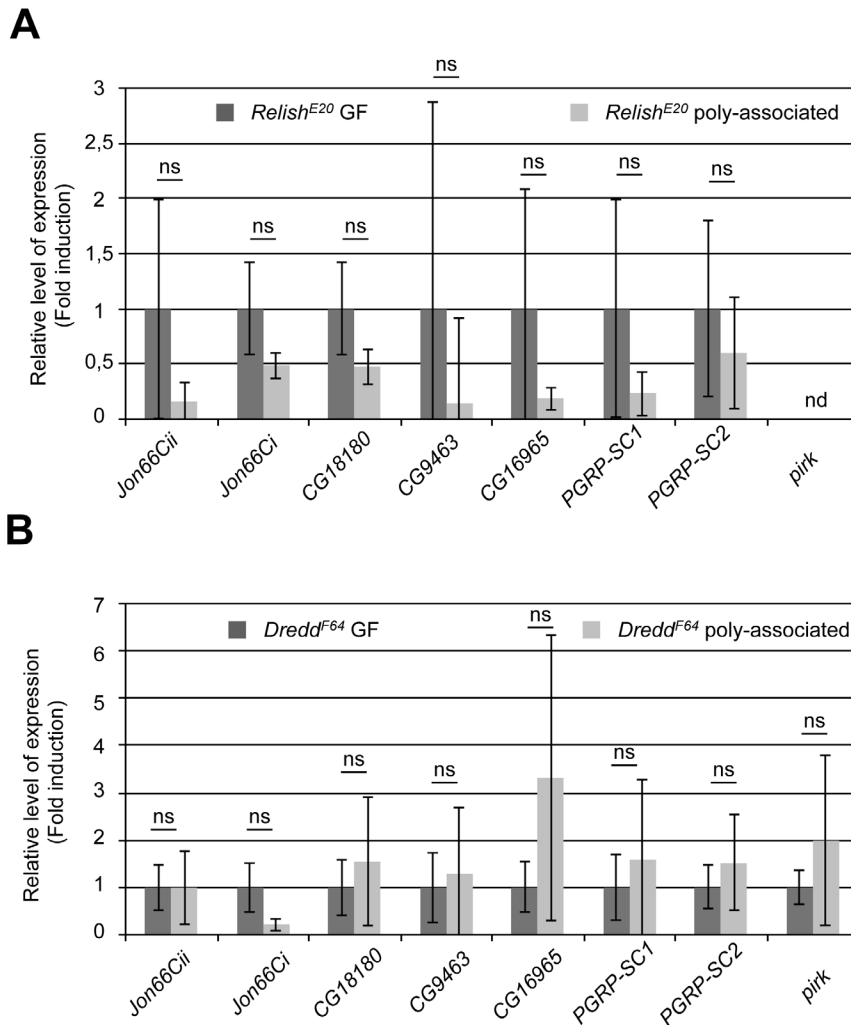 A
Relative level of expression
(Fold induction)
3
2,5
2
1,5
1
0,5
0
Relish^E20 GF
Relish^E20 poly-associated
ns
ns
ns
ns
ns
ns
ns
nd
Jon66Cii
Jon66Ci
CG18180
CG9463
CG16965
PGRP-SC1
PGRP-SC2
pirk
B
Relative level of expression
(Fold induction)
7
6
5
4
3
2
1
0
Dredd^F64 GF
Dredd^F64 poly-associated
ns
ns
ns
ns
ns
ns
ns
ns
Jon66Cii
Jon66Ci
CG18180
CG9463
CG16965
PGRP-SC1
PGRP-SC2
pirk